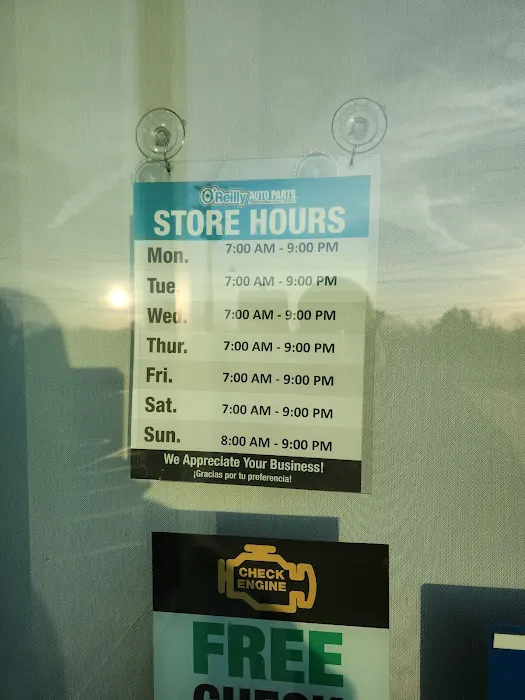 O'Reilly AUTO PARTS
STORE HOURS
Mon. 7:00 AM - 9:00 PM
Tue. 7:00 AM - 9:00 PM
Wed. 7:00 AM - 9:00 PM
Thur. 7:00 AM - 9:00 PM
Fri. 7:00 AM - 9:00 PM
Sat. 7:00 AM - 9:00 PM
Sun. 8:00 AM - 9:00 PM
We Appreciate Your Business!
¡Gracias por tu preferencia!
CHECK
ENGINE
FREE
CHECK